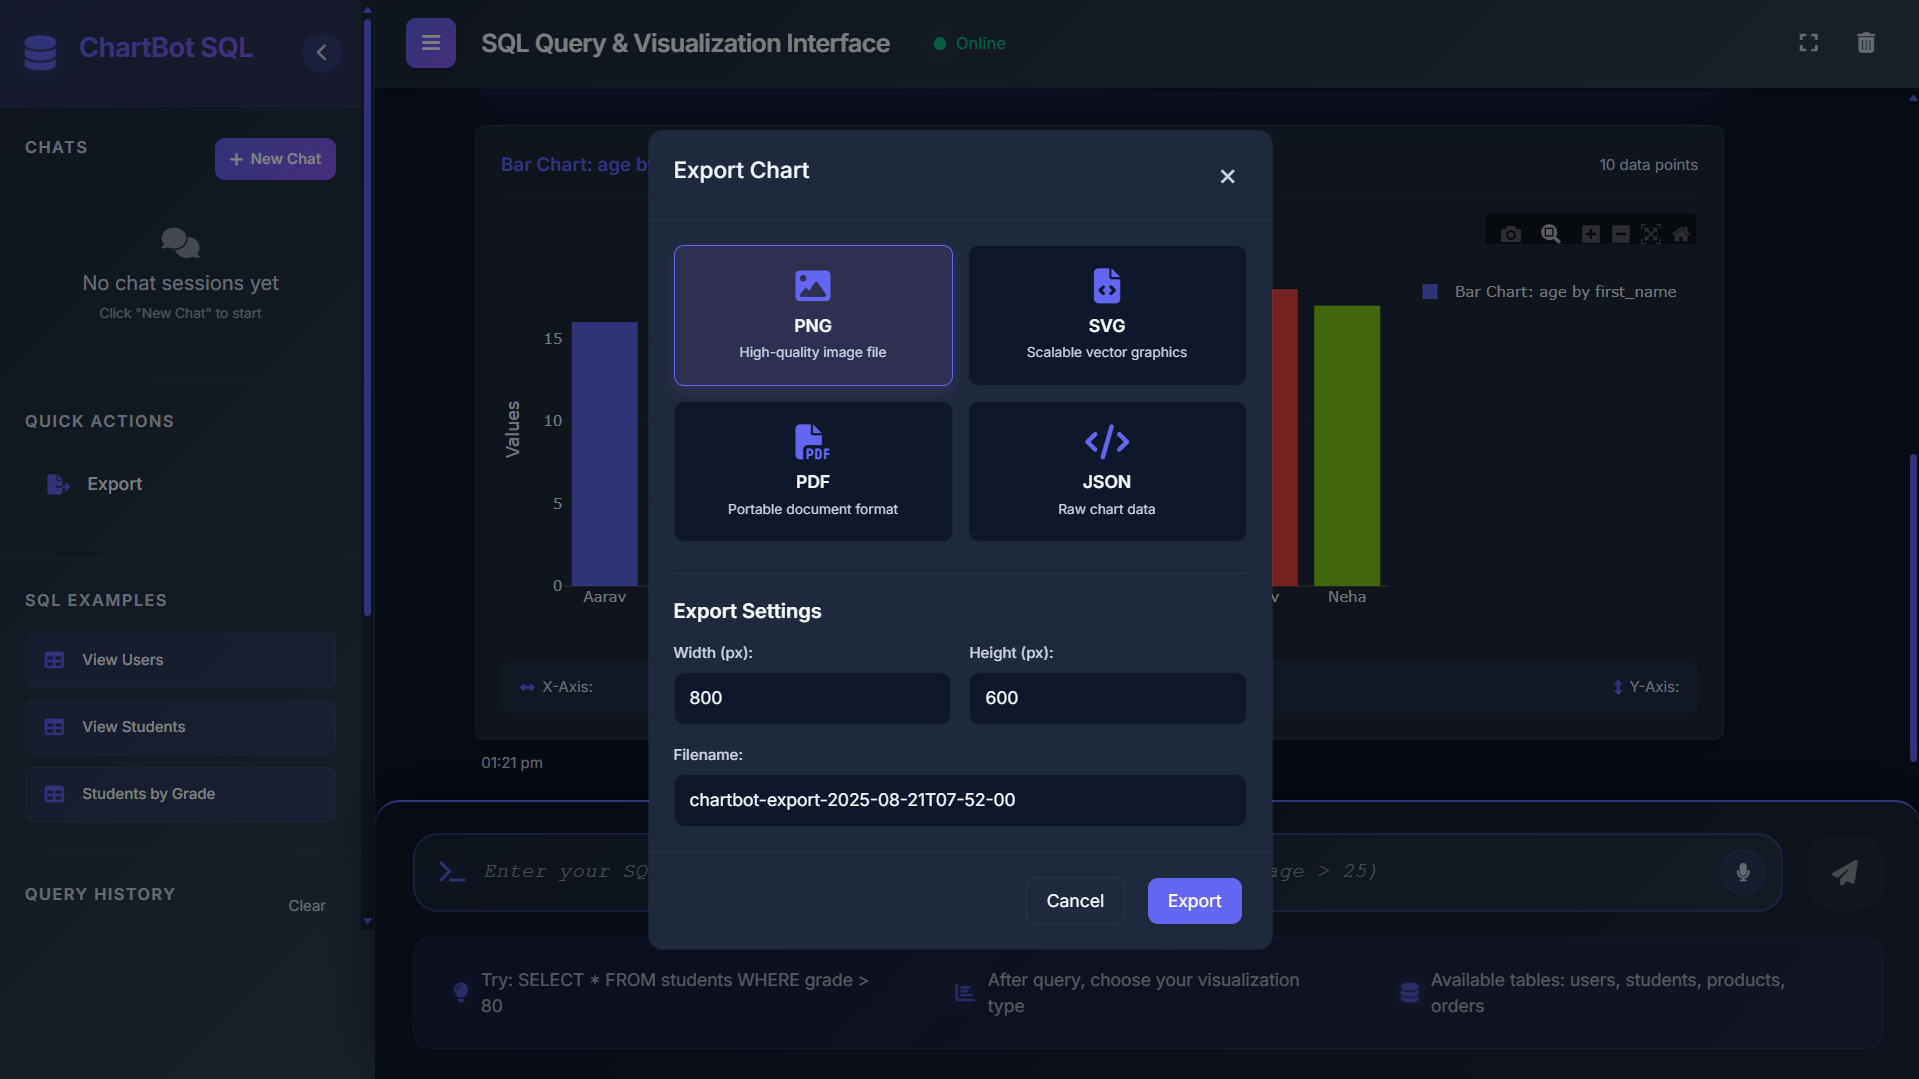 ChartBot SQL
SQL Query & Visualization Interface
Online
CHATS
New Chat
No chat sessions yet
Click "New Chat" to start
QUICK ACTIONS
Export
SQL EXAMPLES
View Users
View Students
Students by Grade
QUERY HISTORY
Clear
Bar Chart: age
10 data points
Bar Chart: age by first_name
15
10
5
0
Values
Aarav
v
Neha
X-Axis:
Y-Axis:
01:21 pm
Export Chart
PNG
High-quality image file
SVG
Scalable vector graphics
PDF
PDF
Portable document format
JSON
Raw chart data
Export Settings
Width (px):
Height (px):
800
600
Filename:
chartbot-export-2025-08-21T07-52-00
Cancel
Export
Enter your SQ
age > 25)
Try: SELECT * FROM students WHERE grade >
80
After query, choose your visualization
type
Available tables: users, students, products,
orders